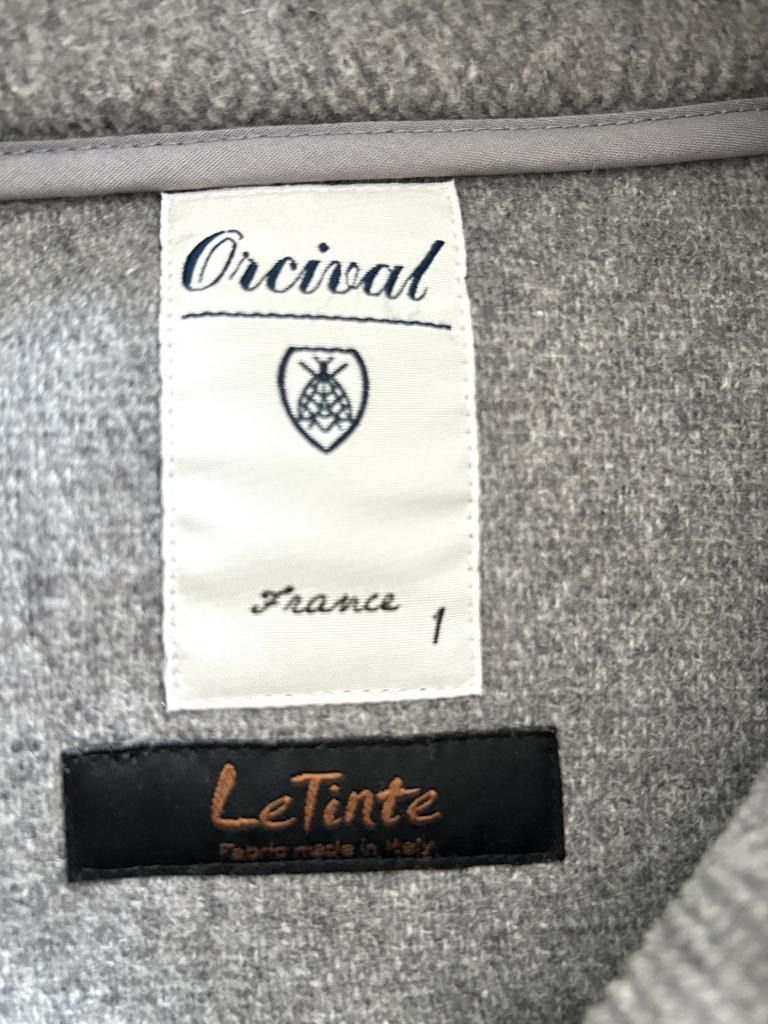 Orcival
France
1
LeTinte
Fabric made in Italy